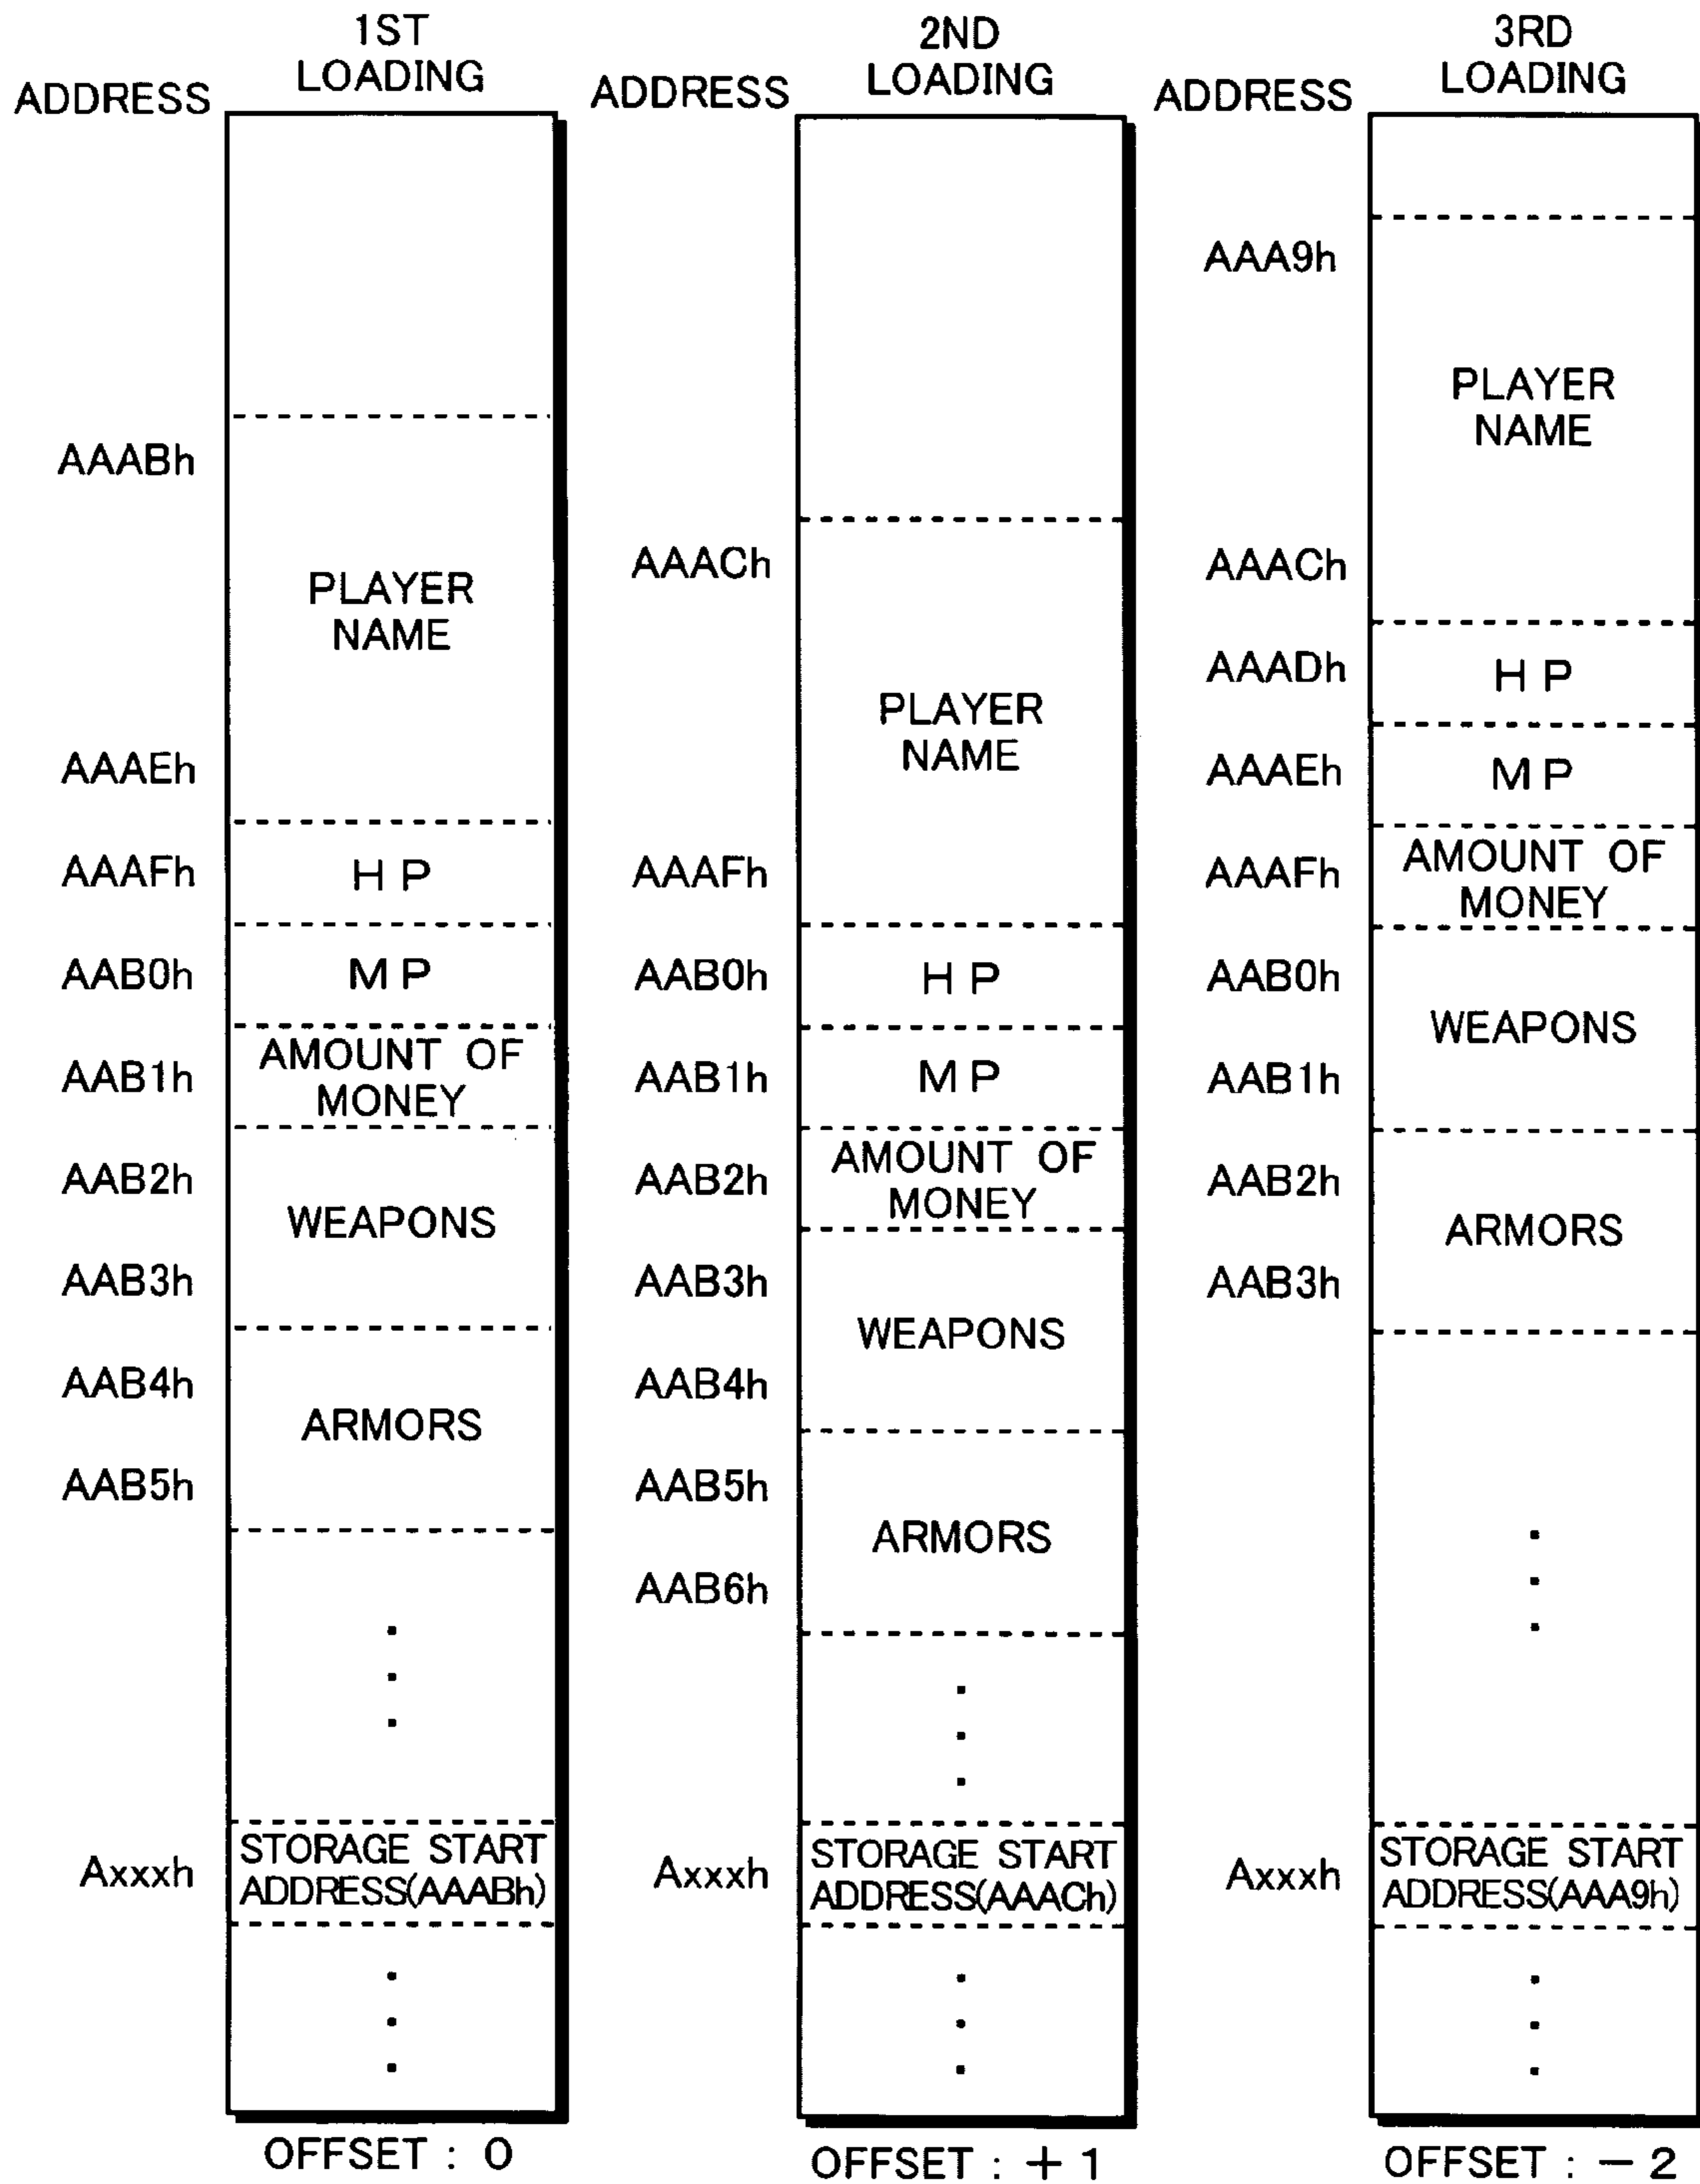 1ST
LOADING
ADDRESS
AAABh
PLAYER
NAME
AAAEh
AAAFh
H P
AAB0h
M P
AAB1h
AMOUNT OF
MONEY
AAB2h
WEAPONS
AAB3h
AAB4h
ARMORS
AAB5h
.
.
.
Axxxh
STORAGE START
ADDRESS(AAABh)
.
.
.
OFFSET : 0
2ND
LOADING
ADDRESS
AAACh
PLAYER
NAME
AAAFh
AAB0h
H P
AAB1h
M P
AAB2h
AMOUNT OF
MONEY
AAB3h
WEAPONS
AAB4h
AAB5h
ARMORS
AAB6h
.
.
.
Axxxh
STORAGE START
ADDRESS(AAACh)
.
.
.
OFFSET : + 1
3RD
LOADING
ADDRESS
AAA9h
PLAYER
NAME
AAACh
AAADh
H P
AAAEh
M P
AAAFh
AMOUNT OF
MONEY
AAB0h
WEAPONS
AAB1h
AAB2h
ARMORS
AAB3h
.
.
.
Axxxh
STORAGE START
ADDRESS(AAA9h)
.
.
.
OFFSET : － 2